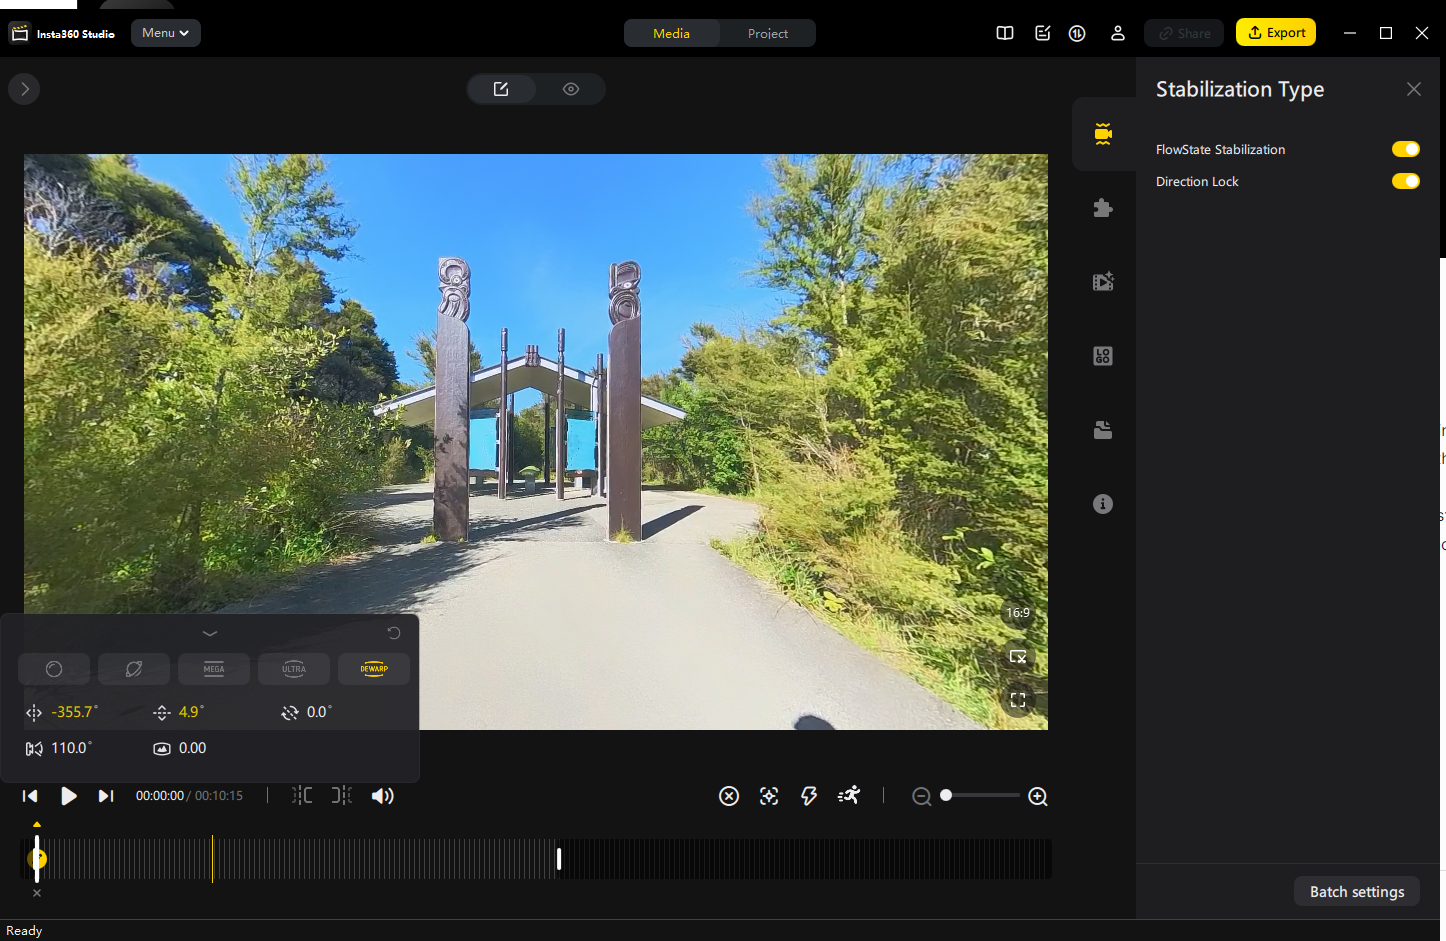 Insta360 Studio
Menu
Media
Project
Share
Export
Stabilization Type
FlowState Stabilization
Direction Lock
LOGO
16:9
MEGA
ULTRA
DEWARP
-355.7°
4.9°
0.0°
110.0°
0.00
00:00:00 / 00:10:15
Batch settings
Ready